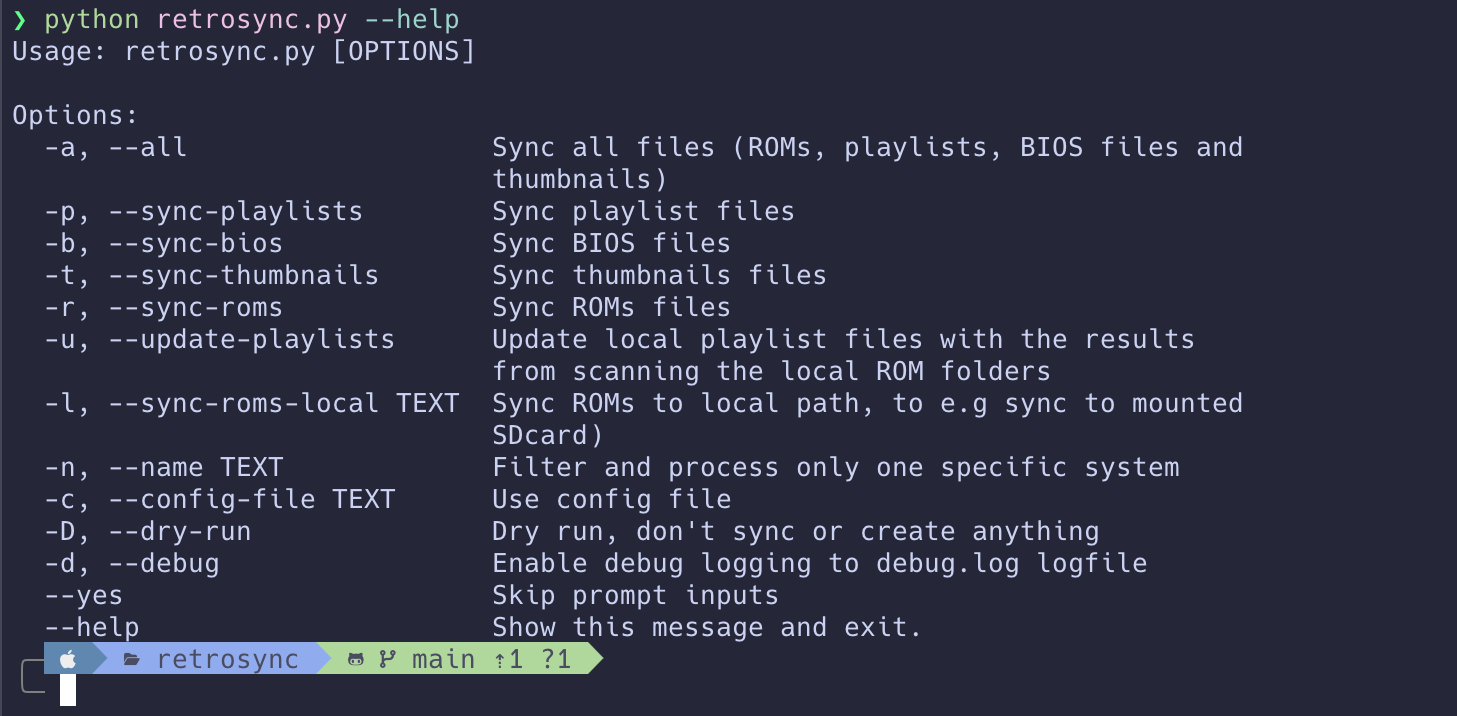 ❯ python retrosync.py --help
Usage: retrosync.py [OPTIONS]

Options:
  -a, --all                   Sync all files (ROMs, playlists, BIOS files and
                              thumbnails)
  -p, --sync-playlists        Sync playlist files
  -b, --sync-bios             Sync BIOS files
  -t, --sync-thumbnails       Sync thumbnails files
  -r, --sync-roms             Sync ROMs files
  -u, --update-playlists      Update local playlist files with the results
                              from scanning the local ROM folders
  -l, --sync-roms-local TEXT  Sync ROMs to local path, to e.g sync to mounted
                              SDcard)
  -n, --name TEXT             Filter and process only one specific system
  -c, --config-file TEXT      Use config file
  -D, --dry-run               Dry run, don't sync or create anything
  -d, --debug                 Enable debug logging to debug.log logfile
  --yes                       Skip prompt inputs
  --help                      Show this message and exit.
retrosync main ⇡1 ?1